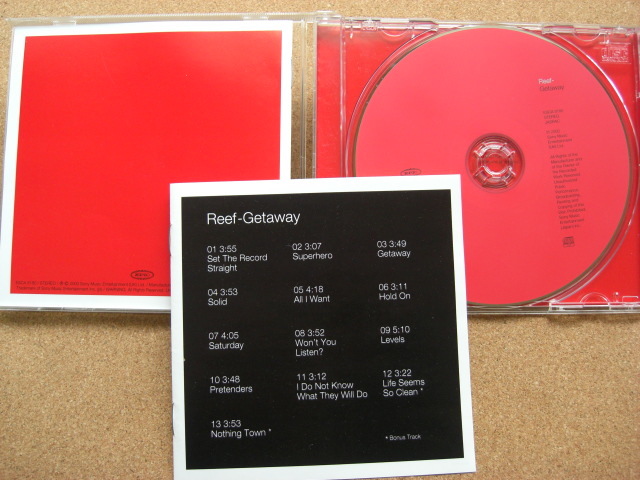 Reef-
Getaway
Reef-Getaway
01 3:55
Set The Record
Straight
02 3:07
Superhero
03 3:49
Getaway
04 3:53
Solid
05 4:18
All I Want
06 3:11
Hold On
07 4:05
Saturday
08 3:52
Won't You
Listen?
09 5:10
Levels
10 3:48
Pretenders
11 3:12
I Do Not Know
What They Will Do
12 3:22
Life Seems
So Clean *
13 3:53
Nothing Town *
* Bonus Track